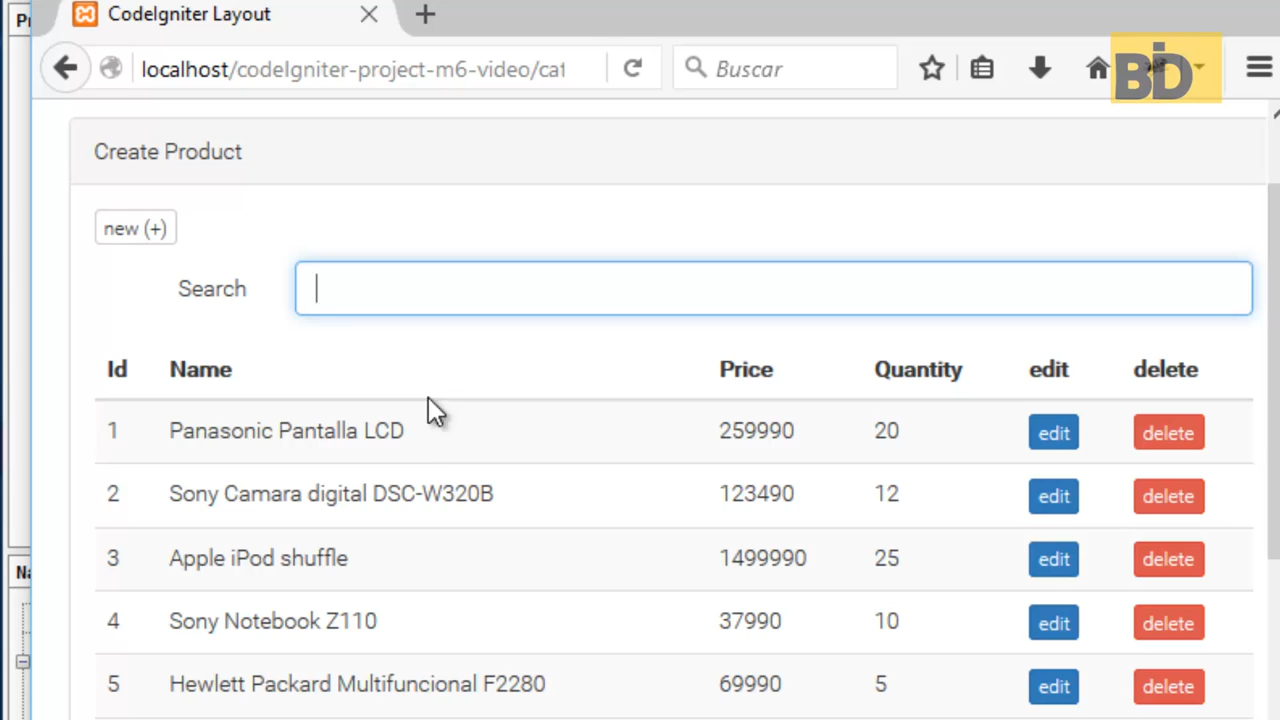 Pr
CodeIgniter Layout
localhost/codeIgniter-project-m6-video/cat
Buscar
BiD
Create Product
new (+)
Search
Id Name Price Quantity edit delete
1 Panasonic Pantalla LCD 259990 20 edit delete
2 Sony Camara digital DSC-W320B 123490 12 edit delete
3 Apple iPod shuffle 1499990 25 edit delete
Na
4 Sony Notebook Z110 37990 10 edit delete
5 Hewlett Packard Multifuncional F2280 69990 5 edit delete